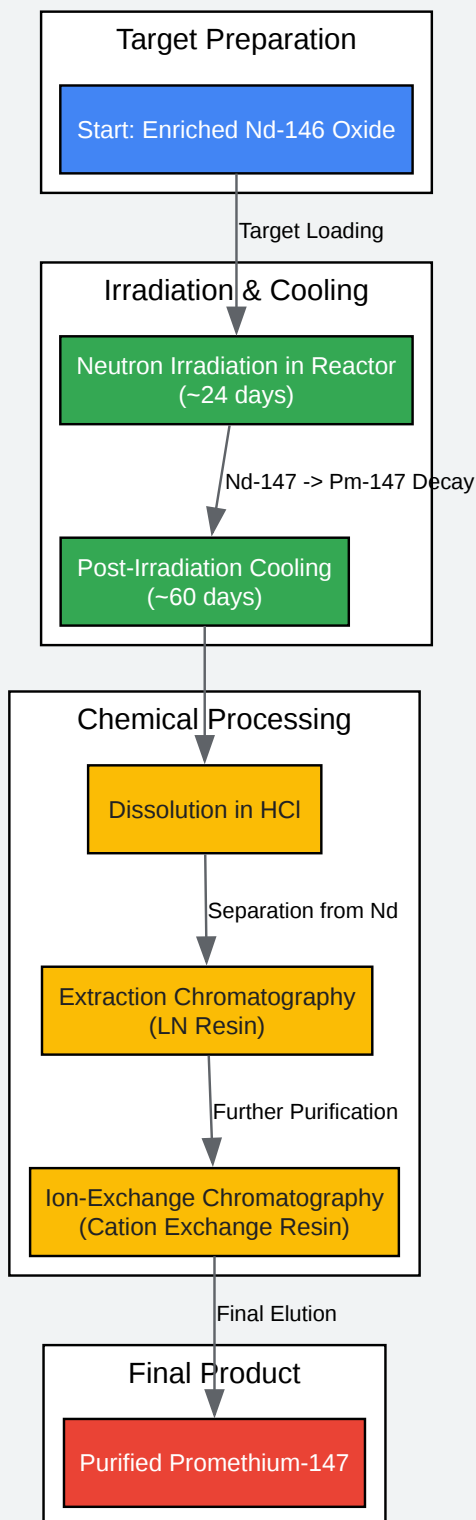 Target Preparation
Start: Enriched Nd-146 Oxide
Target Loading
Irradiation & Cooling
Neutron Irradiation in Reactor
(~24 days)
Nd-147 -> Pm-147 Decay
Post-Irradiation Cooling
(~60 days)
Chemical Processing
Dissolution in HCl
Separation from Nd
Extraction Chromatography
(LN Resin)
Further Purification
Ion-Exchange Chromatography
(Cation Exchange Resin)
Final Elution
Final Product
Purified Promethium-147